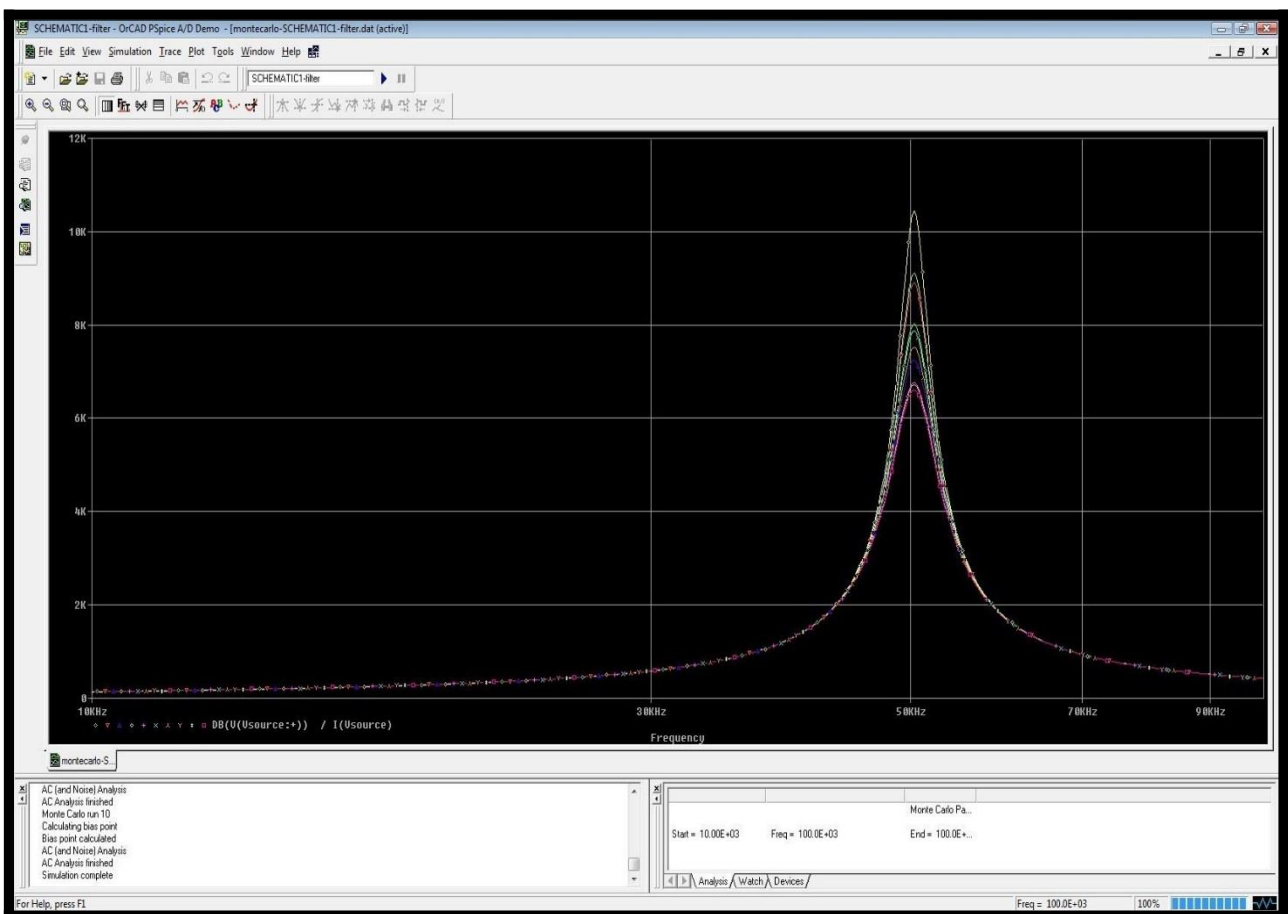 SCHEMATIC1-filter - OrCAD PSpice A/D Demo - [montecarlo-SCHEMATIC1-filter.dat (active)]
File Edit View Simulation Trace Plot Tools Window Help
SCHEMATIC1-filter
12K
10K
8K
6K
4K
2K
0
10KHz 30KHz 50KHz 70KHz 90KHz
DB(V(Vsource:+)) / I(Vsource)
Frequency
montecarlo-S...
AC (and Noise) Analysis
AC Analysis finished
Monte Carlo run 10
Calculating bias point
Bias point calculated
AC (and Noise) Analysis
AC Analysis finished
Simulation complete
Monte Carlo Pa...
Start = 10.00E+03 Freq = 100.0E+03 End = 100.0E+...
Analysis Watch Devices
For Help, press F1 Freq = 100.0E+03 100%